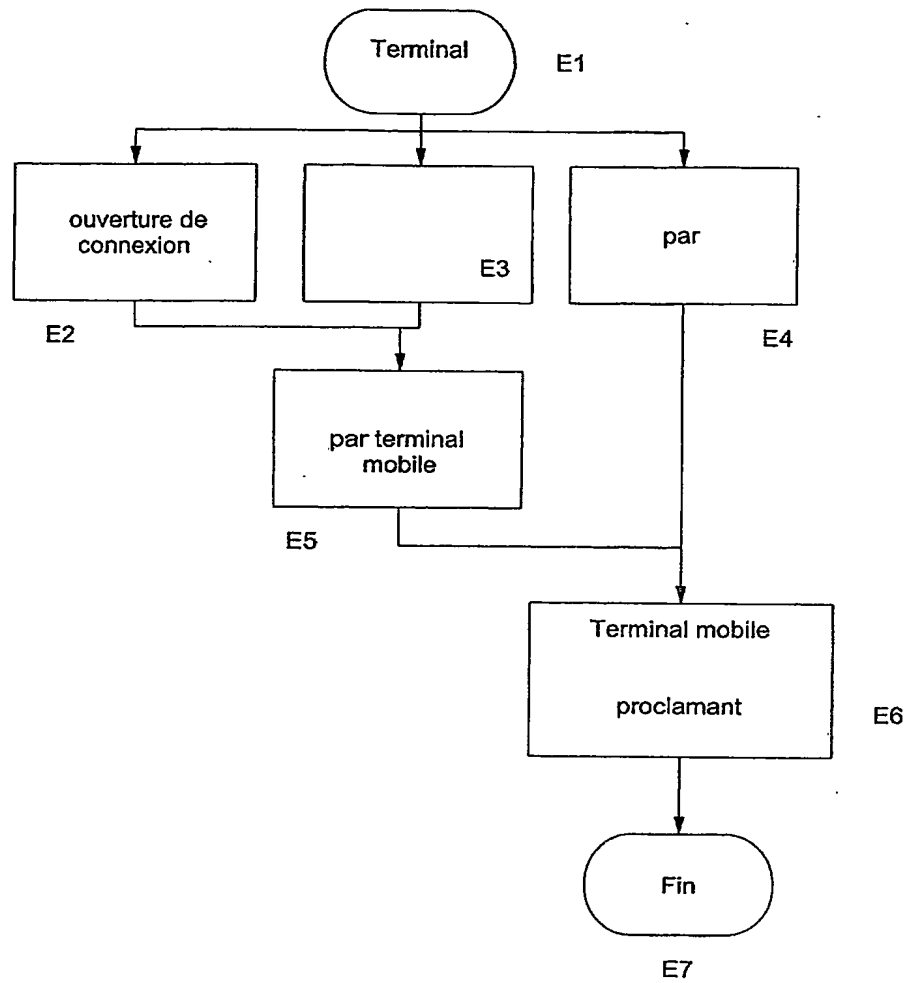 Terminal
E1
ouverture de
connexion
E3
par
E2
E4
par terminal
mobile
E5
Terminal mobile
proclamant
E6
Fin
E7